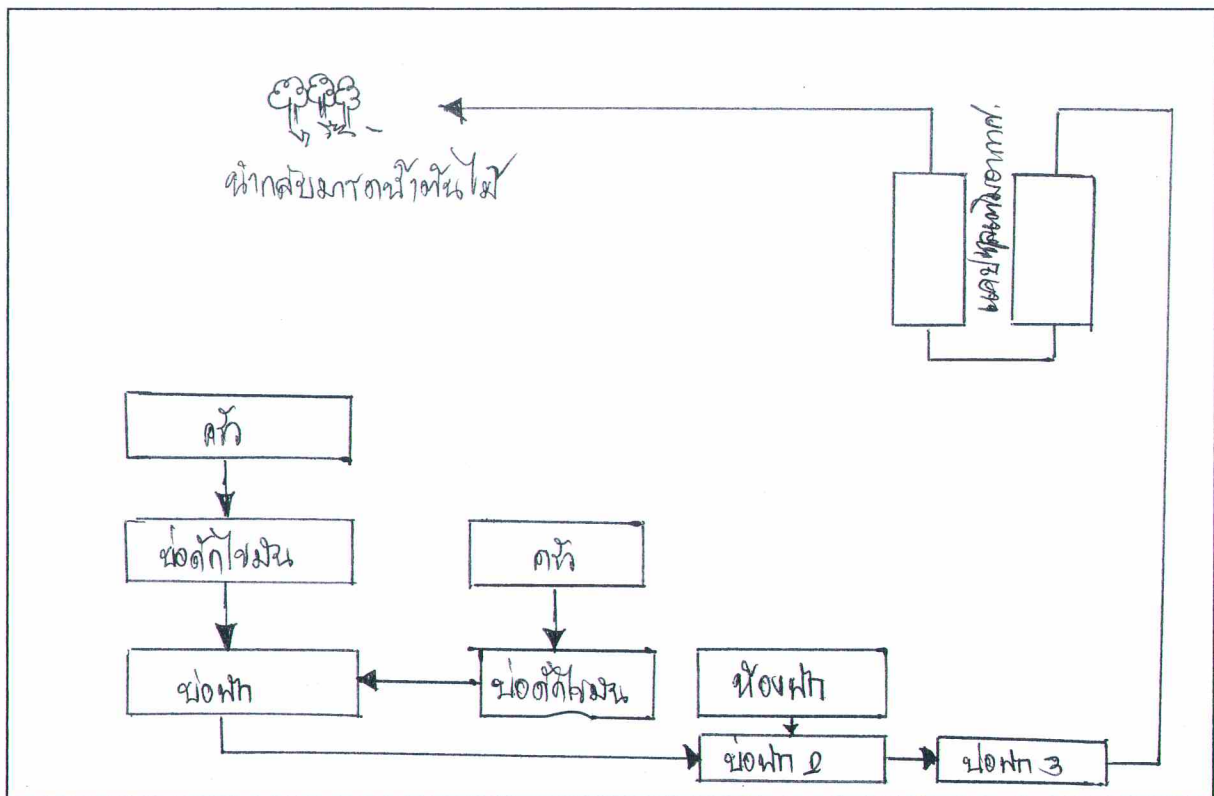 นำกลับมารดน้ำต้นไม้
ครัว
บ่อดักไขมัน
ครัว
บ่อพัก
บ่อดักไขมัน
ห้องพัก
บ่อพัก 2
บ่อพัก 3